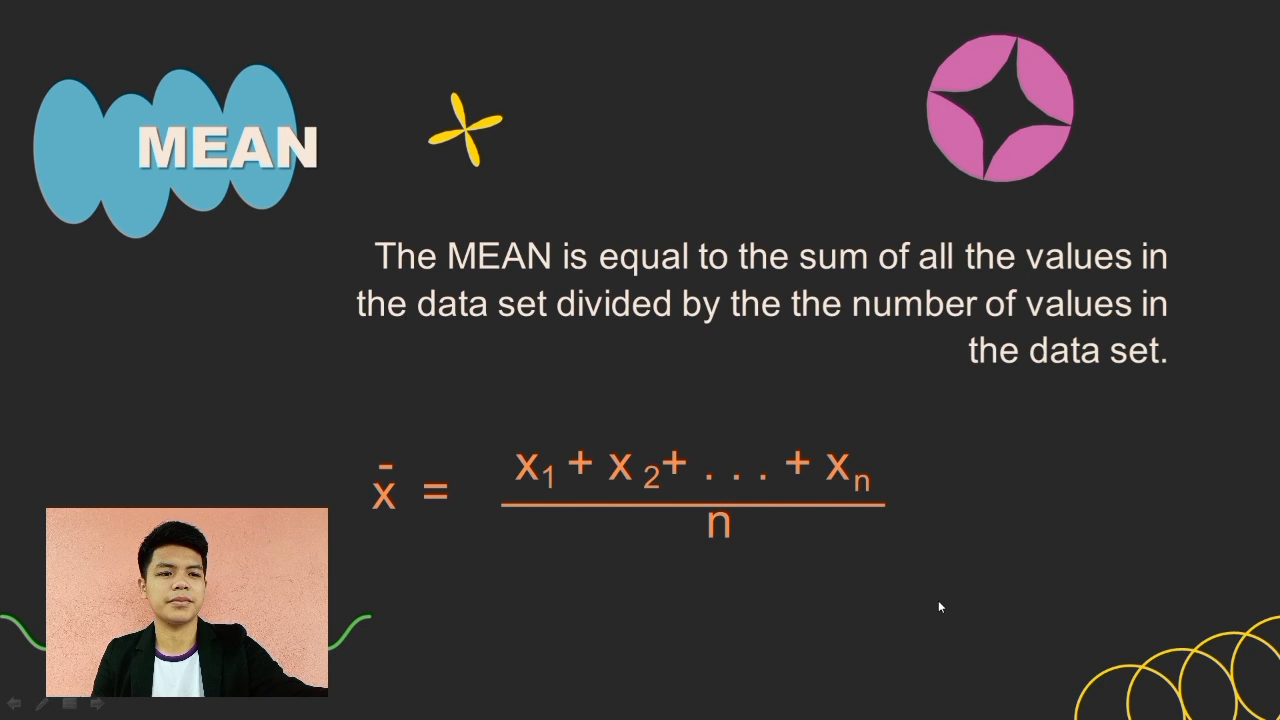 MEAN
The MEAN is equal to the sum of all the values in
the data set divided by the the number of values in
the data set.
x̄ = x₁ + x ₂+ . . . + xₙ
n